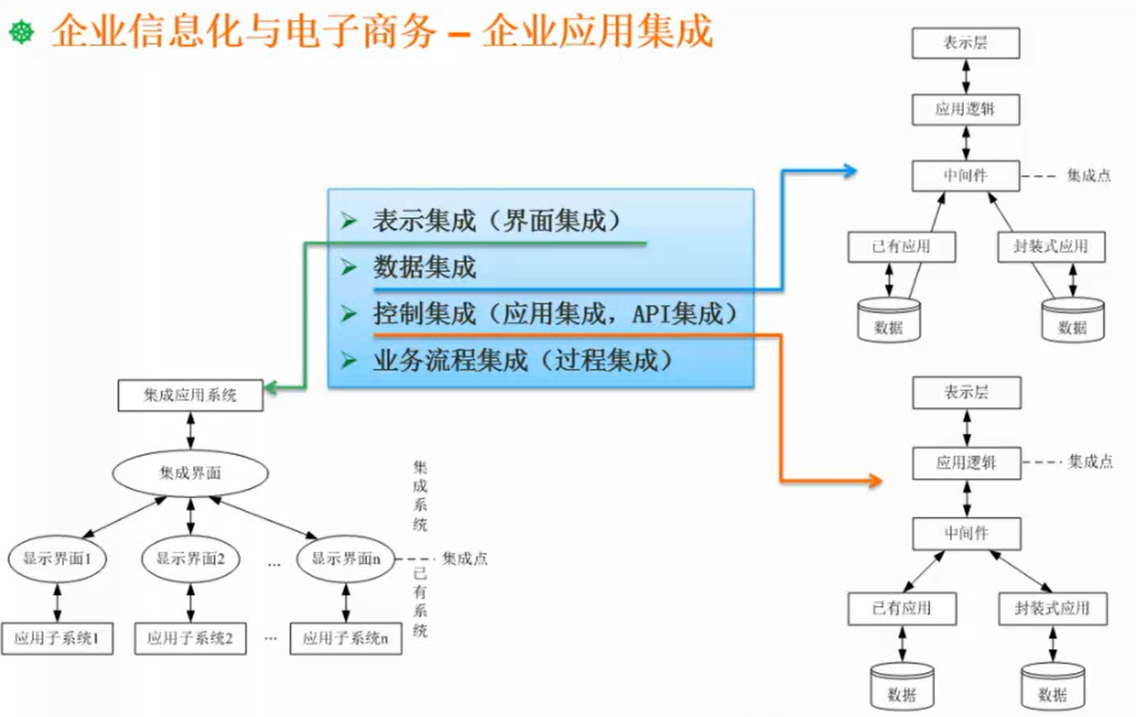 企业信息化与电子商务 – 企业应用集成
表示集成（界面集成）
数据集成
控制集成（应用集成，API集成）
业务流程集成（过程集成）
表示层
应用逻辑
中间件
集成点
已有应用
封装式应用
数据
数据
集成应用系统
集成界面
集成系统
显示界面1
显示界面2
...
显示界面n
集成点
已有系统
应用子系统1
应用子系统2
...
应用子系统n
表示层
应用逻辑
集成点
中间件
已有应用
封装式应用
数据
数据